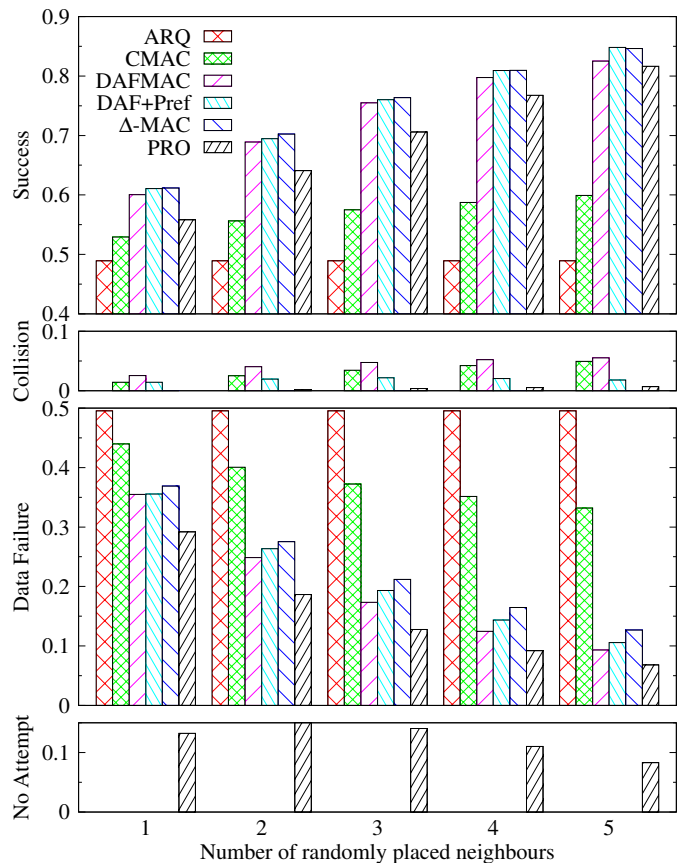 0.9
0.8
0.7
0.6
0.5
0.4
Success
ARQ
CMAC
DAFMAC
DAF+Pref
Δ-MAC
PRO
0.1
0
Collision
0.5
0.4
0.3
0.2
0.1
0
Data Failure
0.1
0
No Attempt
1 2 3 4 5
Number of randomly placed neighbours